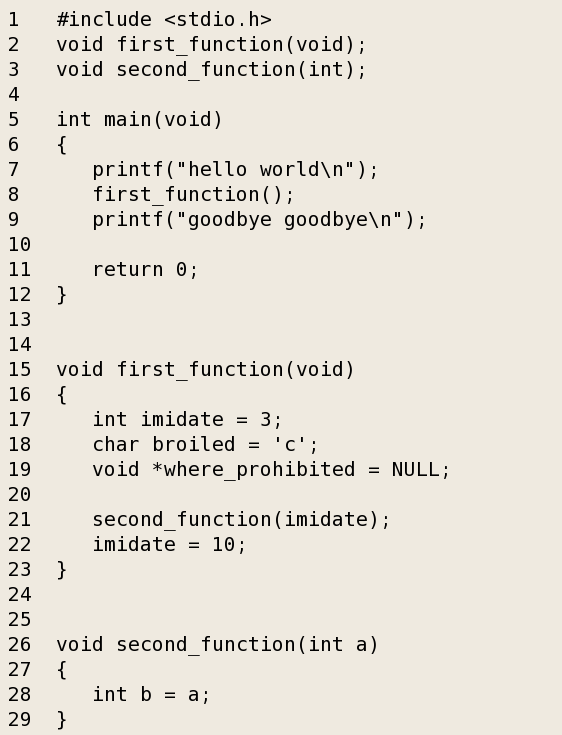 1   #include <stdio.h>
2   void first_function(void);
3   void second_function(int);
4
5   int main(void)
6   {
7      printf("hello world\n");
8      first_function();
9      printf("goodbye goodbye\n");
10
11     return 0;
12  }
13
14
15  void first_function(void)
16  {
17     int imidate = 3;
18     char broiled = 'c';
19     void *where_prohibited = NULL;
20
21     second_function(imidate);
22     imidate = 10;
23  }
24
25
26  void second_function(int a)
27  {
28     int b = a;
29  }